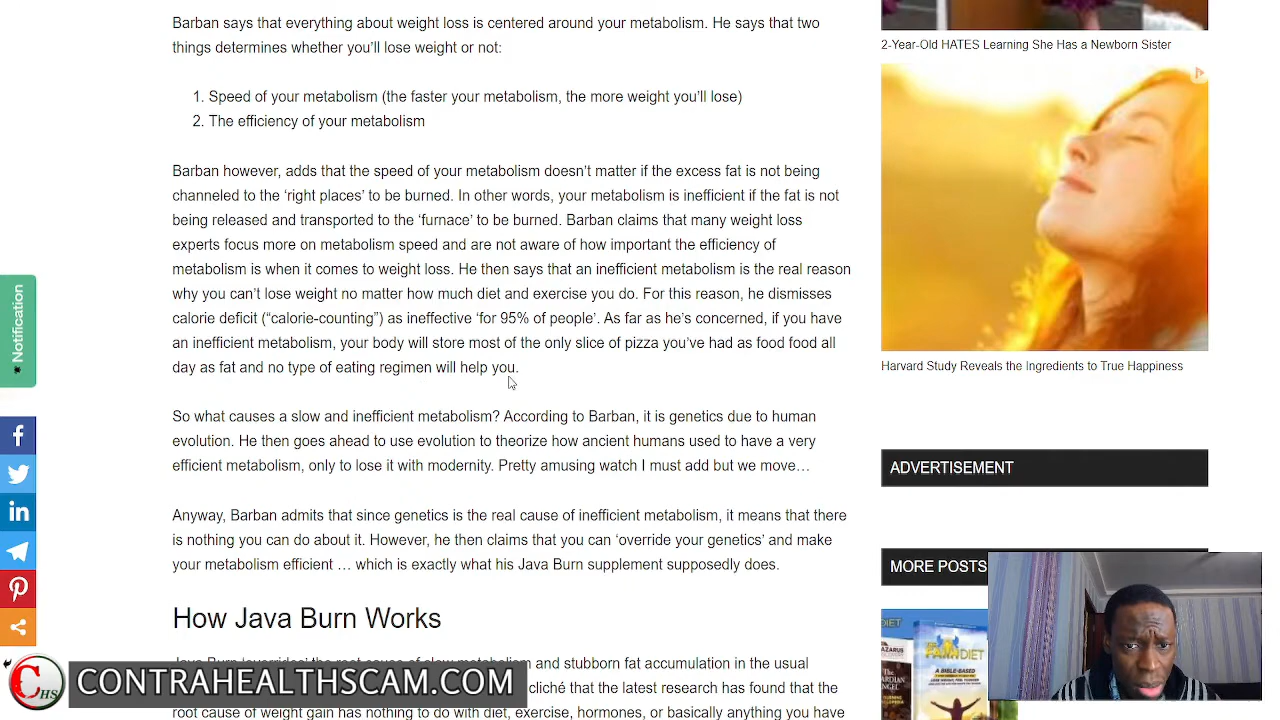 Barban says that everything about weight loss is centered around your metabolism. He says that two
things determines whether you'll lose weight or not:
1. Speed of your metabolism (the faster your metabolism, the more weight you'll lose)
2. The efficiency of your metabolism
Barban however, adds that the speed of your metabolism doesn't matter if the excess fat is not being
channeled to the 'right places' to be burned. In other words, your metabolism is inefficient if the fat is not
being released and transported to the 'furnace' to be burned. Barban claims that many weight loss
experts focus more on metabolism speed and are not aware of how important the efficiency of
metabolism is when it comes to weight loss. He then says that an inefficient metabolism is the real reason
why you can't lose weight no matter how much diet and exercise you do. For this reason, he dismisses
calorie deficit ("calorie-counting") as ineffective 'for 95% of people'. As far as he's concerned, if you have
an inefficient metabolism, your body will store most of the only slice of pizza you've had as food food all
day as fat and no type of eating regimen will help you.
So what causes a slow and inefficient metabolism? According to Barban, it is genetics due to human
evolution. He then goes ahead to use evolution to theorize how ancient humans used to have a very
efficient metabolism, only to lose it with modernity. Pretty amusing watch I must add but we move…
Anyway, Barban admits that since genetics is the real cause of inefficient metabolism, it means that there
is nothing you can do about it. However, he then claims that you can 'override your genetics' and make
your metabolism efficient … which is exactly what his Java Burn supplement supposedly does.
How Java Burn Works
and stubborn fat accumulation in the usual
ché that the latest research has found that the
root cause of weight gain has nothing to do with diet, exercise, hormones, or basically anything you have
2-Year-Old HATES Learning She Has a Newborn Sister
Harvard Study Reveals the Ingredients to True Happiness
ADVERTISEMENT
MORE POSTS
DIET
DIET
A BIBLE-BASED
Notification
CHS
CONTRAHEALTHSCAM.COM